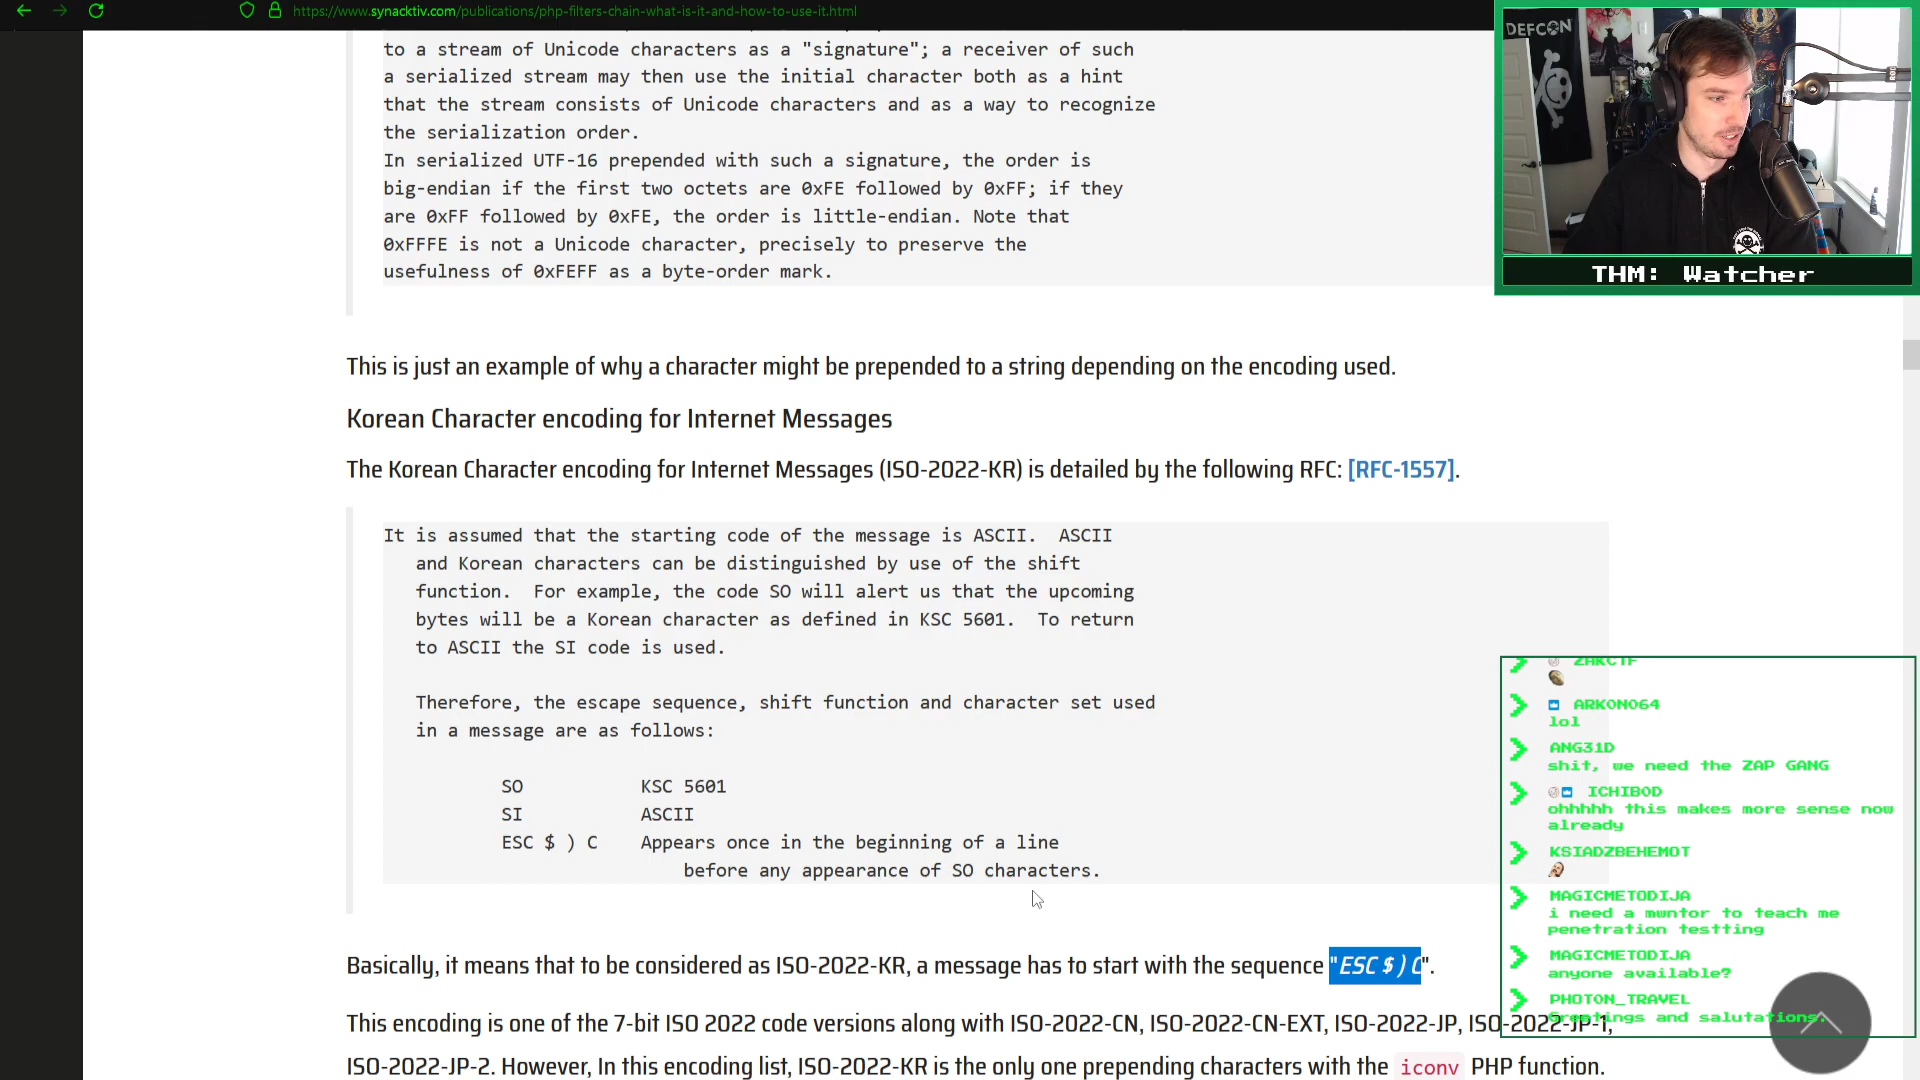 https://www.synacktiv.com/publications/php-filters-chain-what-is-it-and-how-to-use-it.html
to a stream of Unicode characters as a "signature"; a receiver of such
a serialized stream may then use the initial character both as a hint
that the stream consists of Unicode characters and as a way to recognize
the serialization order.
In serialized UTF-16 prepended with such a signature, the order is
big-endian if the first two octets are 0xFE followed by 0xFF; if they
are 0xFF followed by 0xFE, the order is little-endian. Note that
0xFFFE is not a Unicode character, precisely to preserve the
usefulness of 0xFEFF as a byte-order mark.
This is just an example of why a character might be prepended to a string depending on the encoding used.
Korean Character encoding for Internet Messages
The Korean Character encoding for Internet Messages (ISO-2022-KR) is detailed by the following RFC: [RFC-1557].
It is assumed that the starting code of the message is ASCII. ASCII
and Korean characters can be distinguished by use of the shift
function. For example, the code SO will alert us that the upcoming
bytes will be a Korean character as defined in KSC 5601. To return
to ASCII the SI code is used.
Therefore, the escape sequence, shift function and character set used
in a message are as follows:
SO KSC 5601
SI ASCII
ESC $ ) C Appears once in the beginning of a line
before any appearance of SO characters.
Basically, it means that to be considered as ISO-2022-KR, a message has to start with the sequence "ESC $ ) C".
This encoding is one of the 7-bit ISO 2022 code versions along with ISO-2022-CN, ISO-2022-CN-EXT, ISO-2022-JP, ISO-2022-JP-1,
ISO-2022-JP-2. However, In this encoding list, ISO-2022-KR is the only one prepending characters with the iconv PHP function.
DEFCON
THM: Watcher
ZAKCTF
ARKONO64
lol
ANG31D
shit, we need the ZAP GANG
ICHIBOD
ohhhhh this makes more sense now
already
KSIADZBEHEMOT
MAGICMETODIJA
i need a mwntor to teach me
penetration testting
MAGICMETODIJA
anyone available?
PHOTON_TRAVEL
Greetings and salutations.